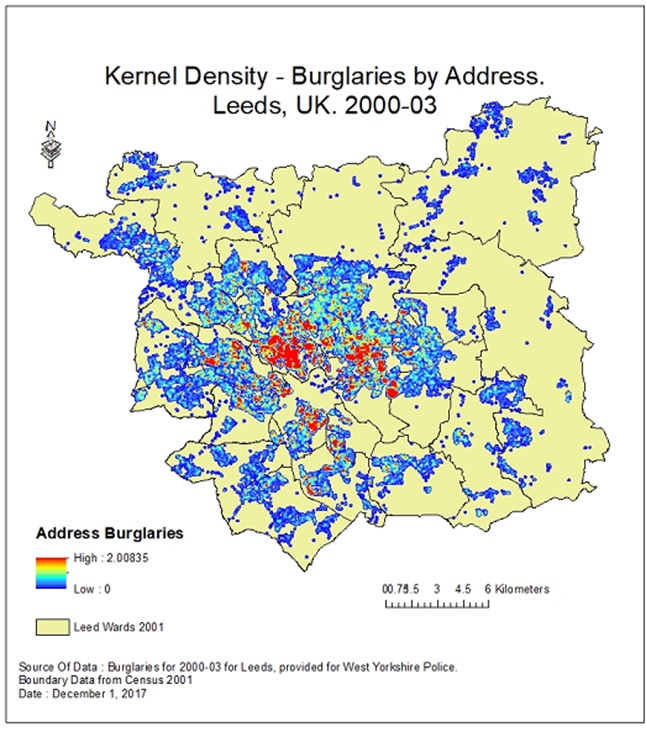 Kernel Density - Burglaries by Address.
Leeds, UK. 2000-03
N
Address Burglaries
High : 2.00835
Low : 0
Leed Wards 2001
00.751.5 3 4.5 6 Kilometers
Source Of Data : Burglaries for 2000-03 for Leeds, provided for West Yorkshire Police.
Boundary Data from Census 2001
Date : December 1, 2017